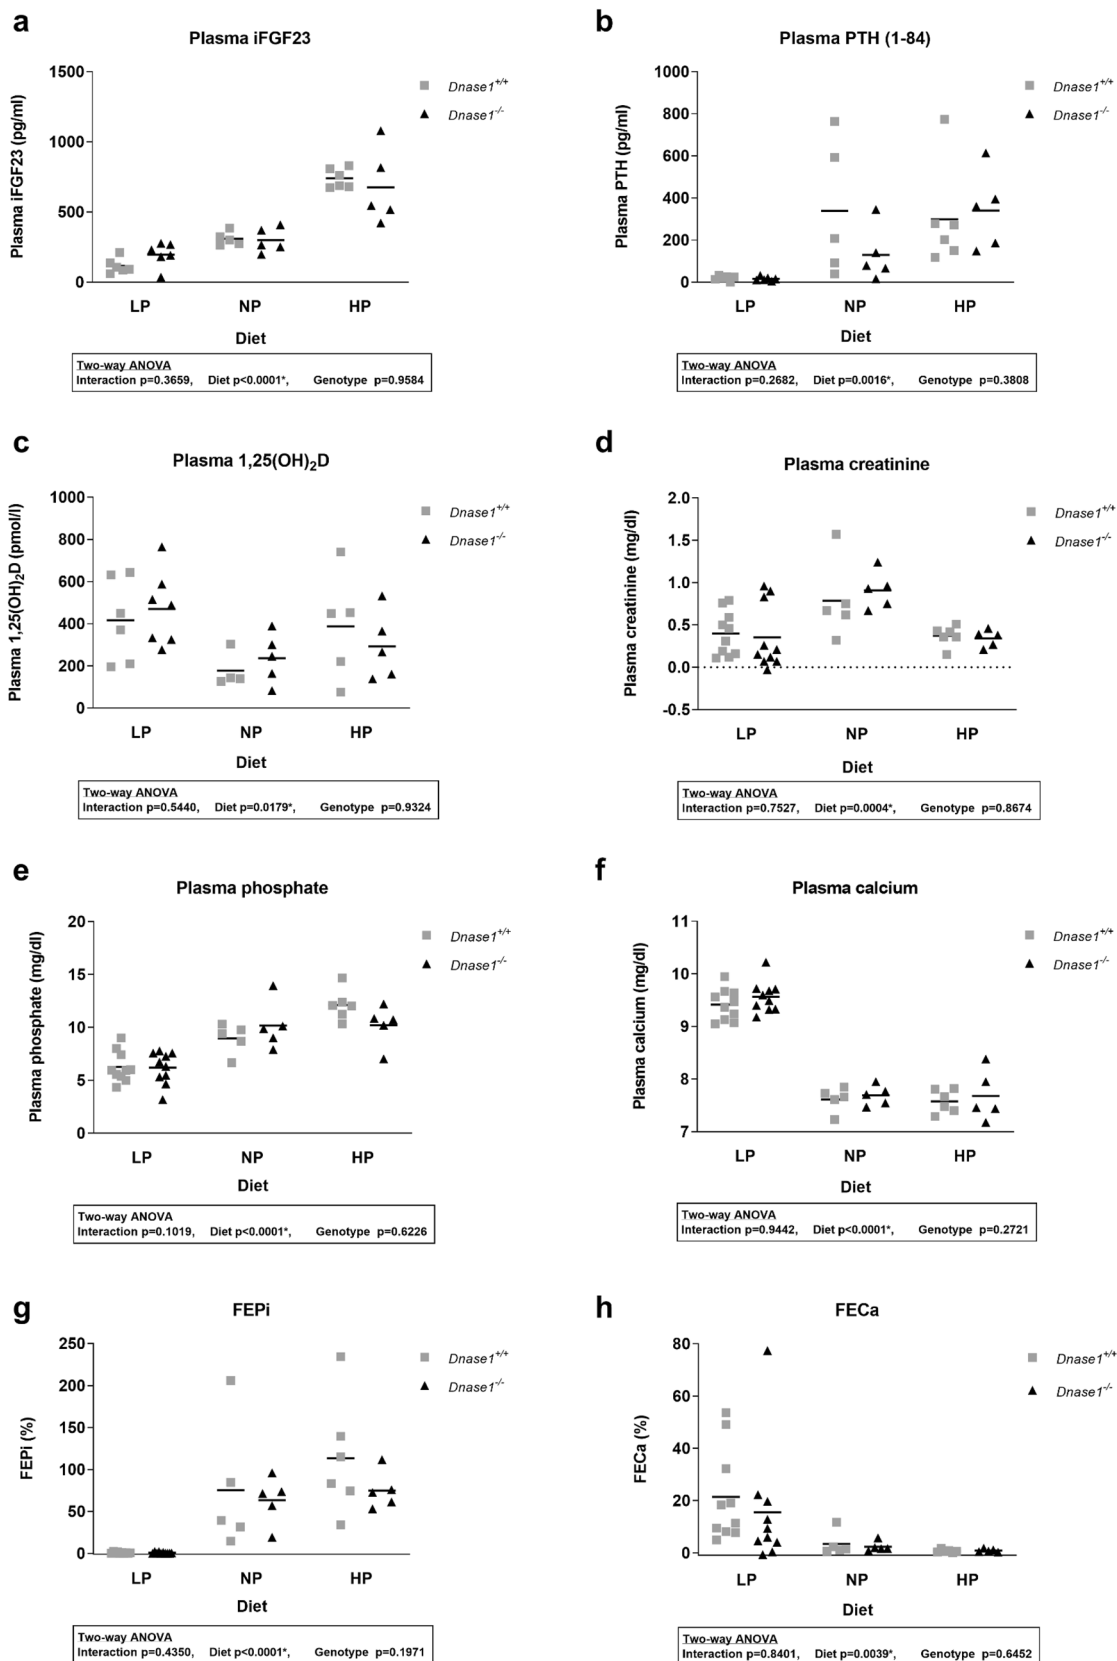 a
Plasma iFGF23
Plasma iFGF23 (pg/ml)
1500
1000
500
0
LP NP HP
Diet
Dnase1+/+
Dnase1-/-
Two-way ANOVA
Interaction p=0.3659, Diet p<0.0001*, Genotype p=0.9584
b
Plasma PTH (1-84)
Plasma PTH (pg/ml)
1000
800
600
400
200
0
LP NP HP
Diet
Dnase1+/+
Dnase1-/-
Two-way ANOVA
Interaction p=0.2682, Diet p=0.0016*, Genotype p=0.3808
c
Plasma 1,25(OH)2D
Plasma 1,25(OH)2D (pmol/l)
1000
800
600
400
200
0
LP NP HP
Diet
Dnase1+/+
Dnase1-/-
Two-way ANOVA
Interaction p=0.5440, Diet p=0.0179*, Genotype p=0.9324
d
Plasma creatinine
Plasma creatinine (mg/dl)
2.0
1.5
1.0
0.5
0.0
-0.5
LP NP HP
Diet
Dnase1+/+
Dnase1-/-
Two-way ANOVA
Interaction p=0.7527, Diet p=0.0004*, Genotype p=0.8674
e
Plasma phosphate
Plasma phosphate (mg/dl)
20
15
10
5
0
LP NP HP
Diet
Dnase1+/+
Dnase1-/-
Two-way ANOVA
Interaction p=0.1019, Diet p<0.0001*, Genotype p=0.6226
f
Plasma calcium
Plasma calcium (mg/dl)
11
10
9
8
7
LP NP HP
Diet
Dnase1+/+
Dnase1-/-
Two-way ANOVA
Interaction p=0.9442, Diet p<0.0001*, Genotype p=0.2721
g
FEPi
FEPi (%)
250
200
150
100
50
0
LP NP HP
Diet
Dnase1+/+
Dnase1-/-
Two-way ANOVA
Interaction p=0.4350, Diet p<0.0001*, Genotype p=0.1971
h
FECa
FECa (%)
80
60
40
20
0
LP NP HP
Diet
Dnase1+/+
Dnase1-/-
Two-way ANOVA
Interaction p=0.8401, Diet p=0.0039*, Genotype p=0.6452